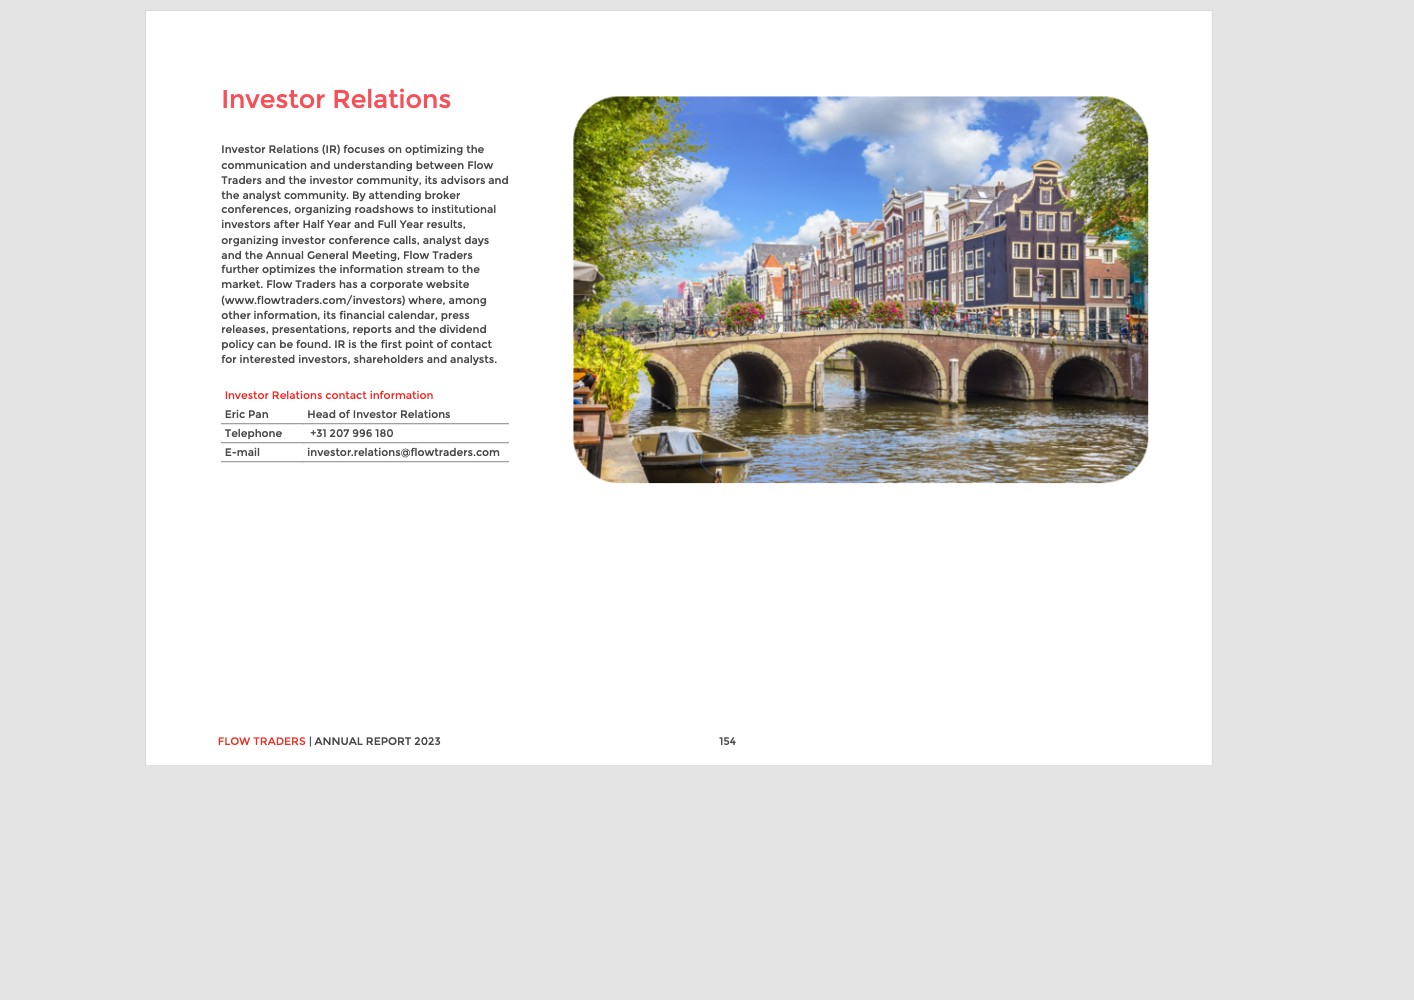 Investor Relations
Investor Relations (IR) focuses on optimizing the
communication and understanding between Flow
Traders and the investor community, its advisors and
the analyst community. By attending broker
conferences, organizing roadshows to institutional
investors after Half Year and Full Year results,
organizing investor conference calls, analyst days
and the Annual General Meeting, Flow Traders
further optimizes the information stream to the
market. Flow Traders has a corporate website
(www.flowtraders.com/investors) where, among
other information, its financial calendar, press
releases, presentations, reports and the dividend
policy can be found. IR is the first point of contact
for interested investors, shareholders and analysts.
Investor Relations contact information
Eric Pan Head of Investor Relations
Telephone +31 207 996 180
E-mail investor.relations@flowtraders.com
FLOW TRADERS | ANNUAL REPORT 2023 154